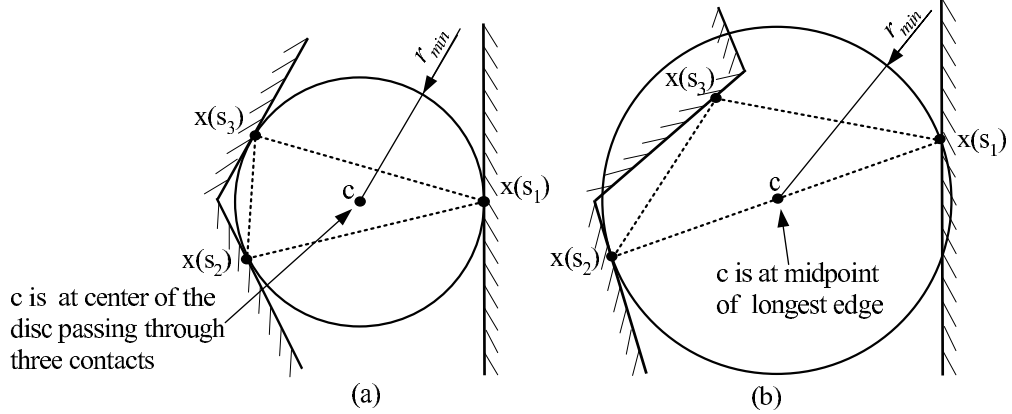 r min
x(s3)
c
x(s1)
x(s2)
c is at center of the
disc passing through
three contacts
(a)
r min
x(s3)
x(s1)
c
x(s2)
c is at midpoint
of longest edge
(b)